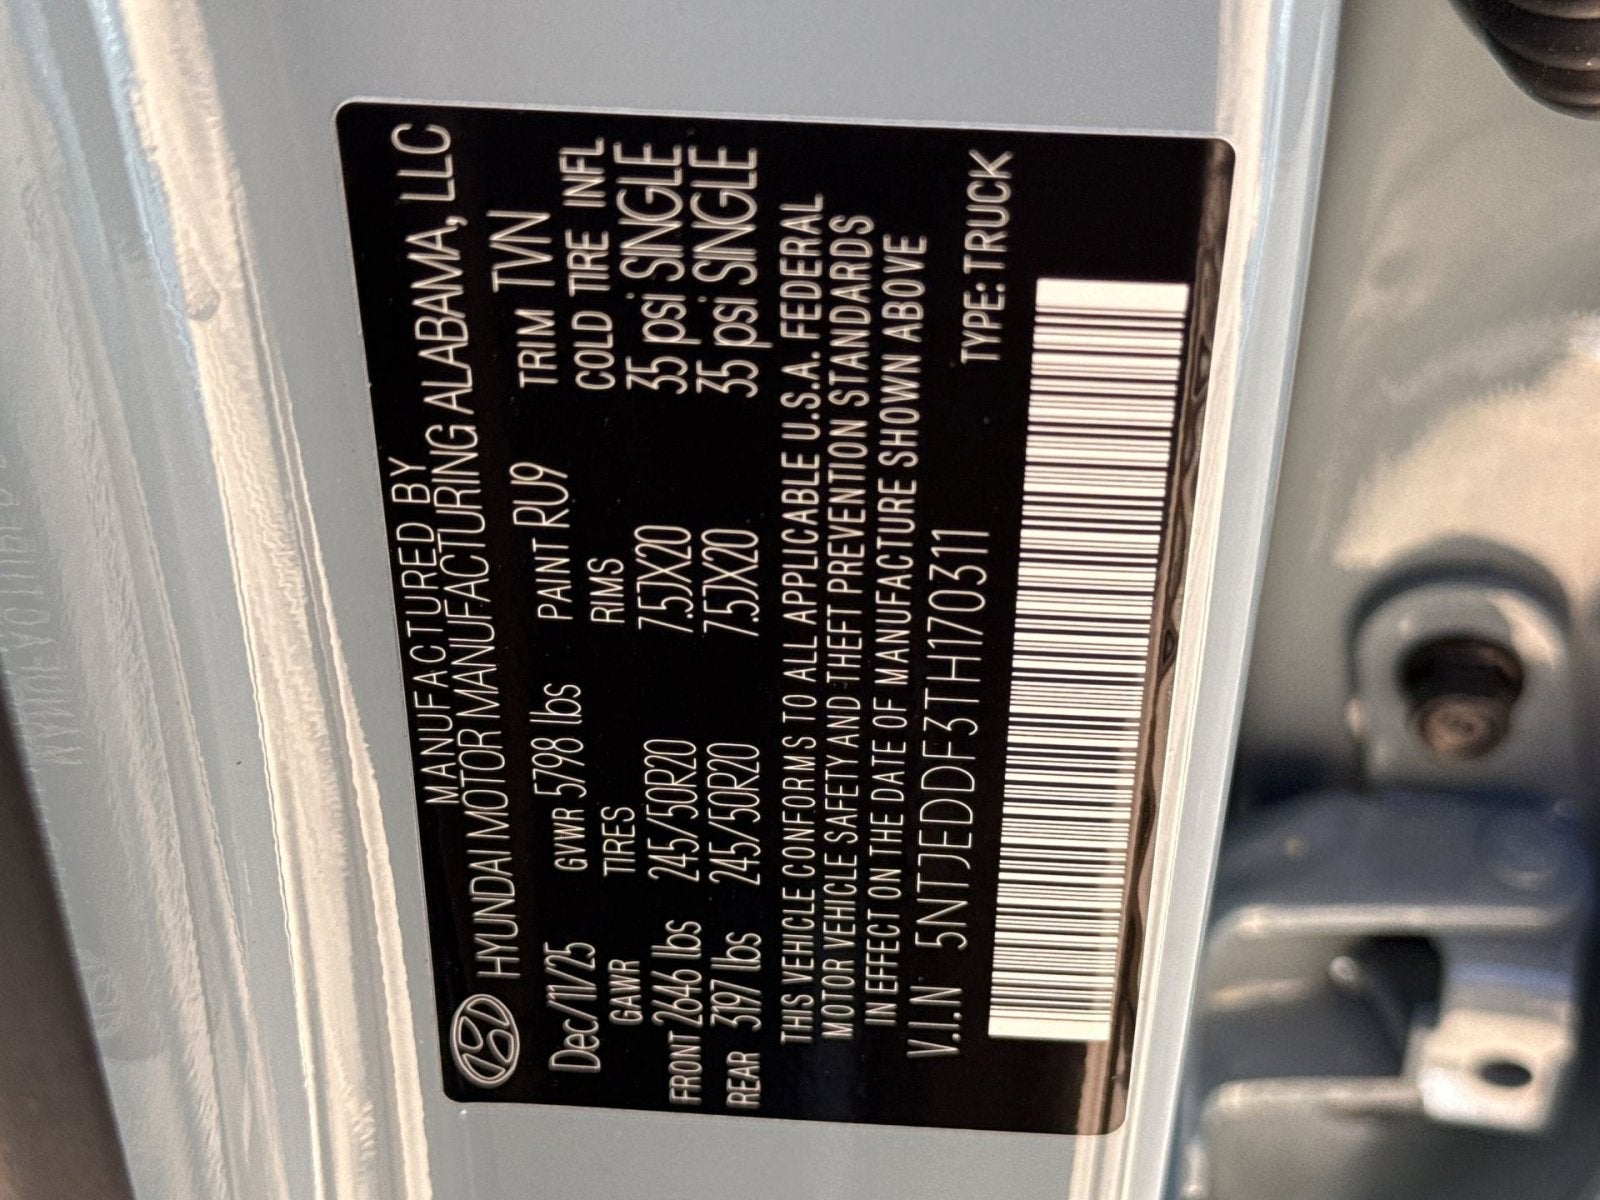 MANUFACTURED BY
HYUNDAI MOTOR MANUFACTURING ALABAMA, LLC
Dec/11/25 GVWR 5798 lbs PAINT RU9 TRIM TVN
GAWR TIRES RIMS COLD TIRE INFL
FRONT 2646 lbs 245/50R20 7.5JX20 35 psi SINGLE
REAR 3197 lbs 245/50R20 7.5JX20 35 psi SINGLE
THIS VEHICLE CONFORMS TO ALL APPLICABLE U.S.A. FEDERAL
MOTOR VEHICLE SAFETY AND THEFT PREVENTION STANDARDS
IN EFFECT ON THE DATE OF MANUFACTURE SHOWN ABOVE
V.I.N 5NTJEDDF3TH170311 TYPE: TRUCK